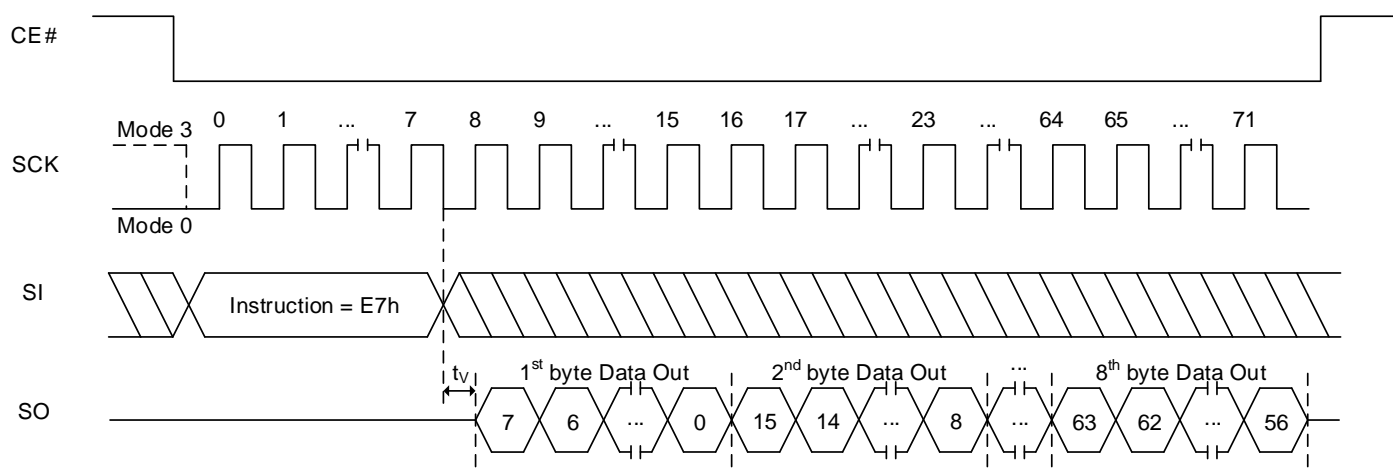 CE#
0 1 ... 7 8 9 ... 15 16 17 ... 23 ... 64 65 ... 71
Mode 3
SCK
Mode 0
SI
Instruction = E7h
tV 1st byte Data Out 2nd byte Data Out ... 8th byte Data Out
SO
7 6 ... 0 15 14 ... 8 ... 63 62 ... 56